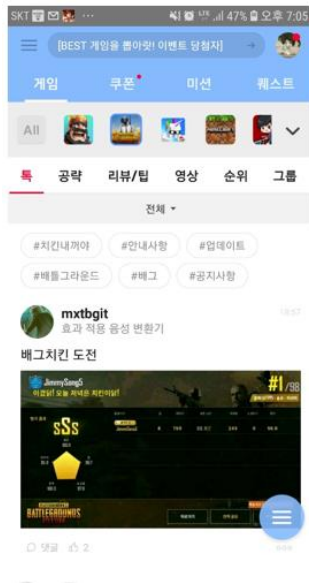 SKT
LTE 47% 오후 7:05
[BEST 게임을 뽑아랏! 이벤트 당첨자]
게임 쿠폰 미션 퀘스트
All
톡 공략 리뷰/팁 영상 순위 그룹
전체
#치킨내꺼야 #안내사항 #업데이트
#배틀그라운드 #배그 #공지사항
mxtbgit 18:57
효과 적용 음성 변환기
배그치킨 도전
JimmySong5 #1/98
이겼닭! 오늘 저녁은 치킨이닭!
sSs
BATTLEGROUNDS
댓글 2